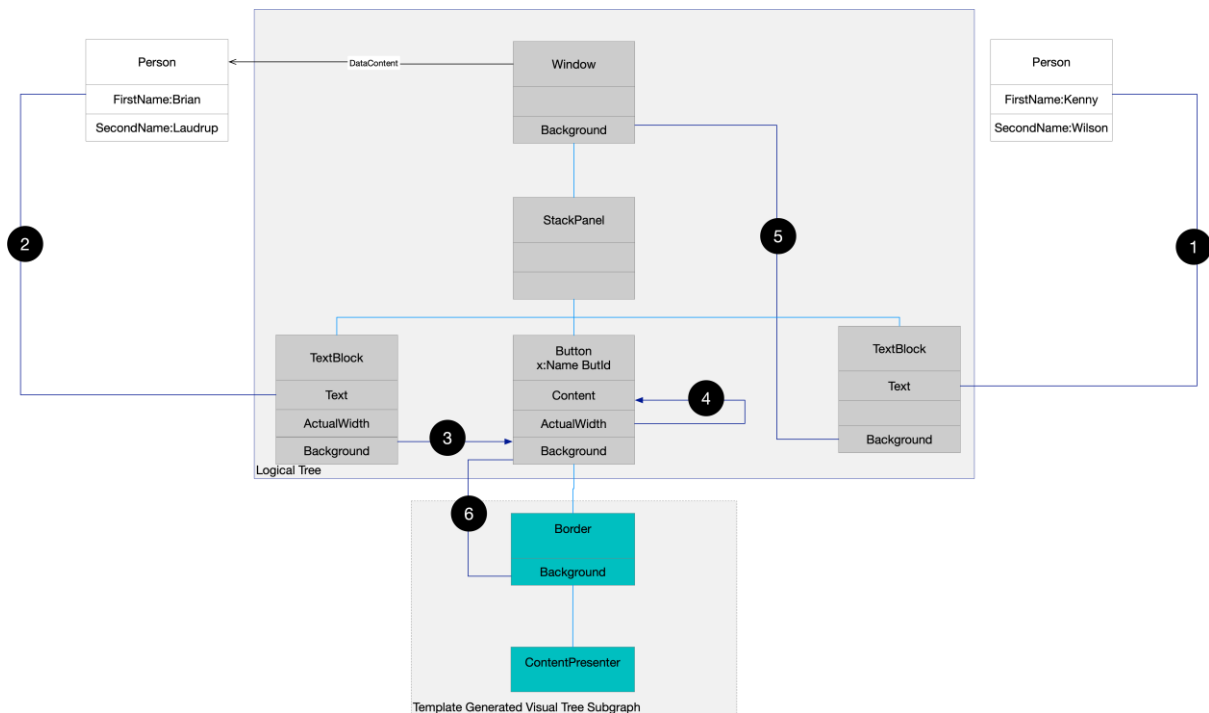 Person
FirstName:Brian
SecondName:Laudrup
DataContent
Window
Background
Person
FirstName:Kenny
SecondName:Wilson
StackPanel
2
5
1
TextBlock
Text
ActualWidth
Background
Button
x:Name ButId
Content
ActualWidth
Background
TextBlock
Text
Background
3
4
Logical Tree
6
Border
Background
ContentPresenter
Template Generated Visual Tree Subgraph